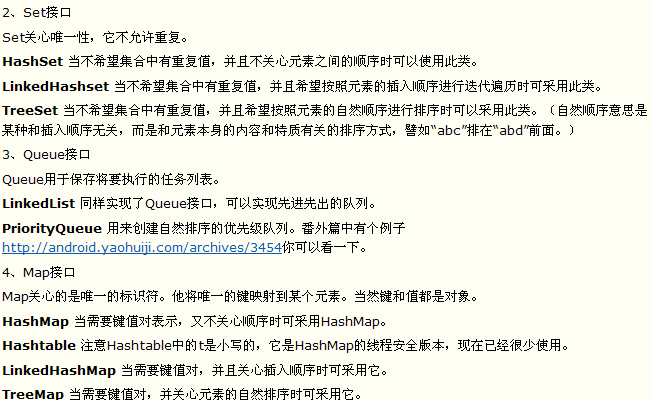 2、Set接口
Set关心唯一性，它不允许重复。
HashSet 当不希望集合中有重复值，并且不关心元素之间的顺序时可以使用此类。
LinkedHashset 当不希望集合中有重复值，并且希望按照元素的插入顺序进行迭代遍历时可采用此类。
TreeSet 当不希望集合中有重复值，并且希望按照元素的自然顺序进行排序时可以采用此类。（自然顺序意思是
某种和插入顺序无关，而是和元素本身的内容和特质有关的排序方式，譬如“abc”排在“abd”前面。）
3、Queue接口
Queue用于保存将要执行的任务列表。
LinkedList 同样实现了Queue接口，可以实现先进先出的队列。
PriorityQueue 用来创建自然排序的优先级队列。番外篇中有个例子
http://android.yaohuiji.com/archives/3454你可以看一下。
4、Map接口
Map关心的是唯一的标识符。他将唯一的键映射到某个元素。当然键和值都是对象。
HashMap 当需要键值对表示，又不关心顺序时可采用HashMap。
Hashtable 注意Hashtable中的t是小写的，它是HashMap的线程安全版本，现在已经很少使用。
LinkedHashMap 当需要键值对，并且关心插入顺序时可采用它。
TreeMap 当需要键值对，并关心元素的自然排序时可采用它。